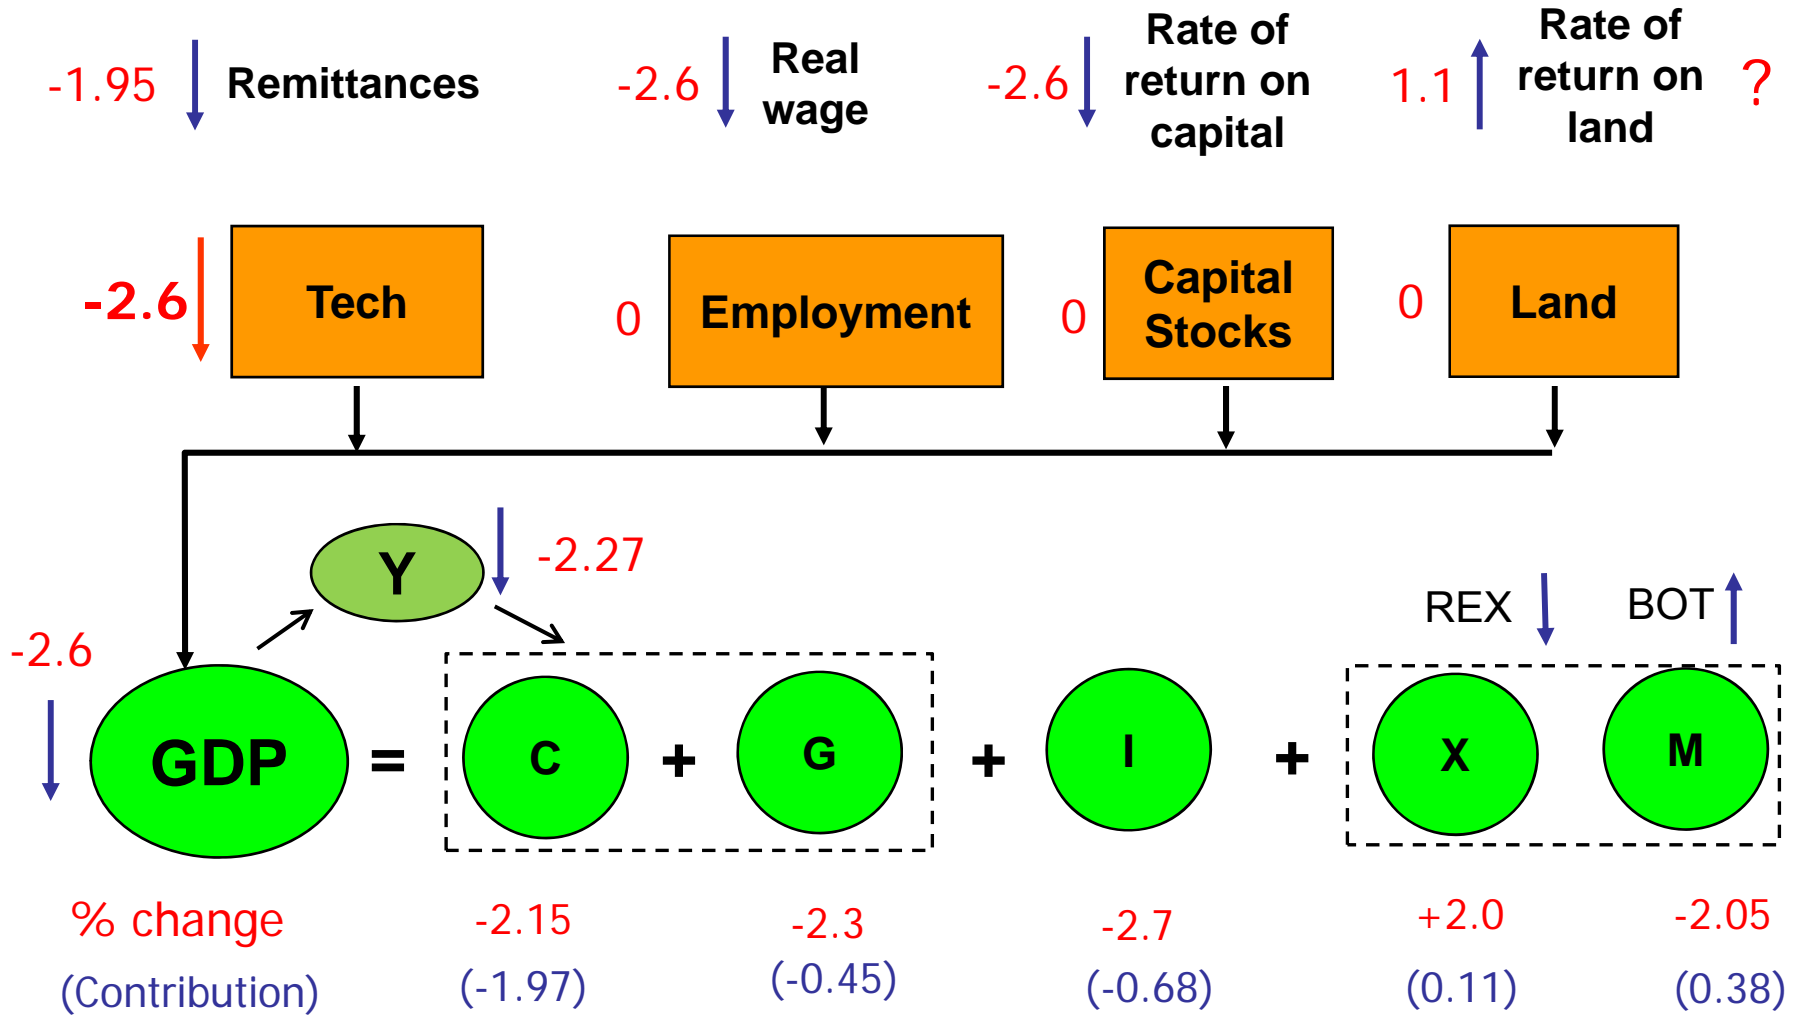 -1.95
Remittances
-2.6
Real
wage
-2.6
Rate of
return on
capital
1.1
Rate of
return on
land
?
-2.6
Tech
0
Employment
0
Capital
Stocks
0
Land
Y
-2.27
REX
BOT
-2.6
GDP
=
C
+
G
+
I
+
X
M
% change
-2.15
-2.3
-2.7
+2.0
-2.05
(Contribution)
(-1.97)
(-0.45)
(-0.68)
(0.11)
(0.38)